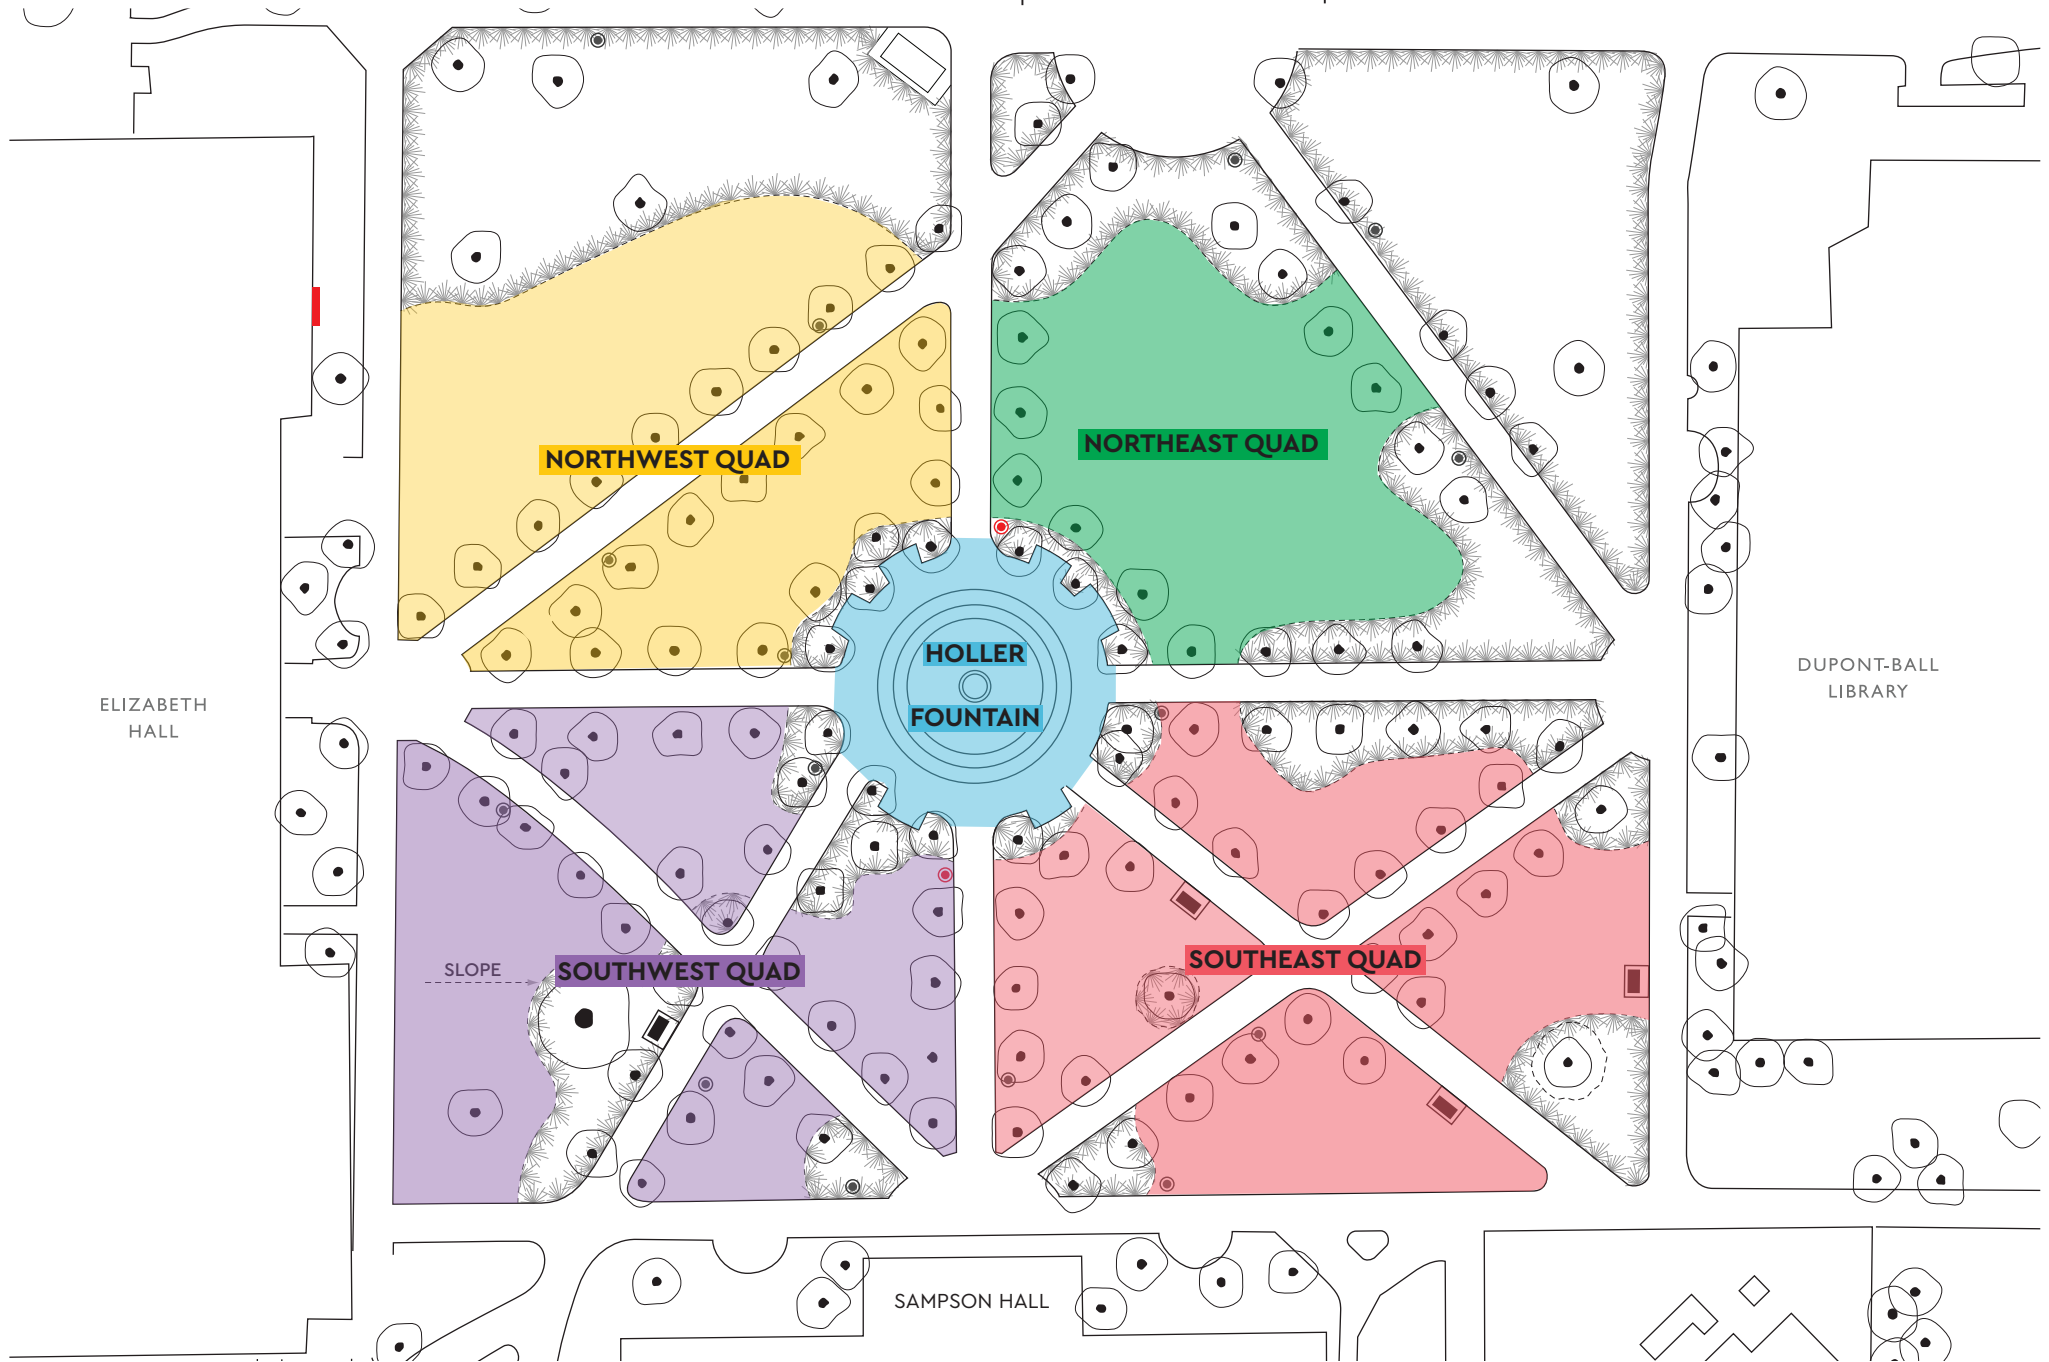 NORTHWEST QUAD
NORTHEAST QUAD
HOLLER
FOUNTAIN
ELIZABETH
HALL
DUPONT-BALL
LIBRARY
SLOPE
SOUTHWEST QUAD
SOUTHEAST QUAD
SAMPSON HALL